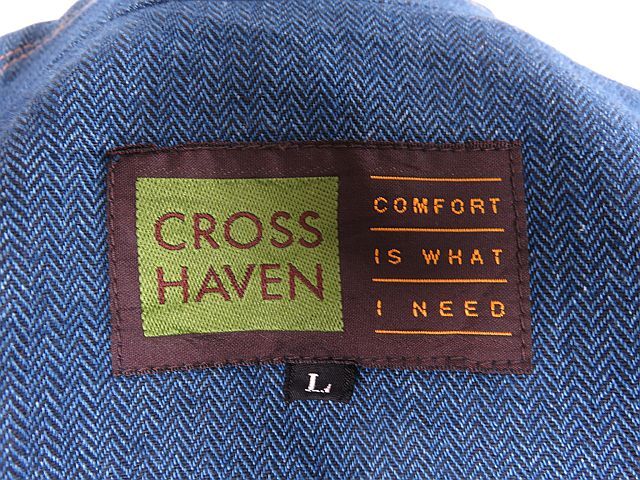 CROSS
HAVEN
COMFORT
IS WHAT
I NEED
L